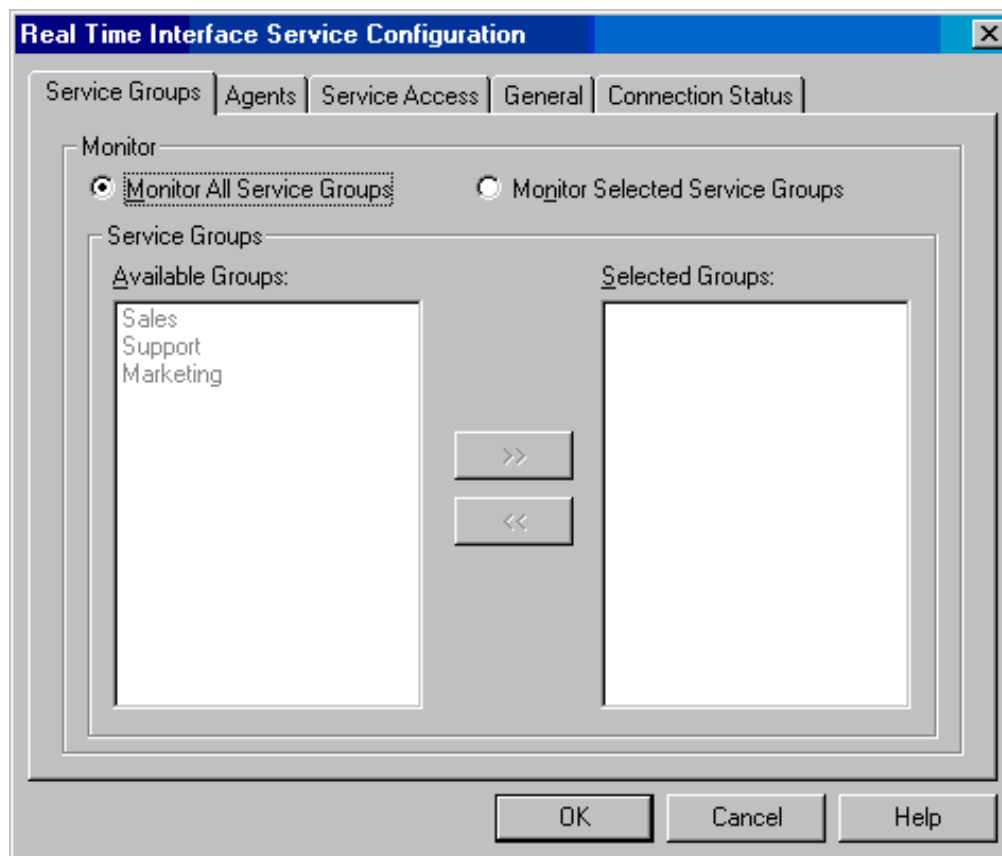 Real Time Interface Service Configuration
Service Groups Agents Service Access General Connection Status
Monitor
Monitor All Service Groups Monitor Selected Service Groups
Service Groups
Available Groups: Selected Groups:
Sales
Support
Marketing
>>
<<
OK Cancel Help